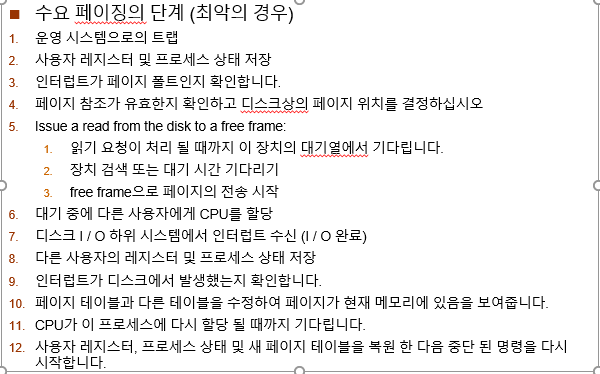 수요 페이징의 단계 (최악의 경우)
1. 운영 시스템으로의 트랩
2. 사용자 레지스터 및 프로세스 상태 저장
3. 인터럽트가 페이지 폴트인지 확인합니다.
4. 페이지 참조가 유효한지 확인하고 디스크상의 페이지 위치를 결정하십시오
5. Issue a read from the disk to a free frame:
1. 읽기 요청이 처리 될 때까지 이 장치의 대기열에서 기다립니다.
2. 장치 검색 또는 대기 시간 기다리기
3. free frame으로 페이지의 전송 시작
6. 대기 중에 다른 사용자에게 CPU를 할당
7. 디스크 I / O 하위 시스템에서 인터럽트 수신 (I / O 완료)
8. 다른 사용자의 레지스터 및 프로세스 상태 저장
9. 인터럽트가 디스크에서 발생했는지 확인합니다.
10. 페이지 테이블과 다른 테이블을 수정하여 페이지가 현재 메모리에 있음을 보여줍니다.
11. CPU가 이 프로세스에 다시 할당 될 때까지 기다립니다.
12. 사용자 레지스터, 프로세스 상태 및 새 페이지 테이블을 복원 한 다음 중단 된 명령을 다시
시작합니다.